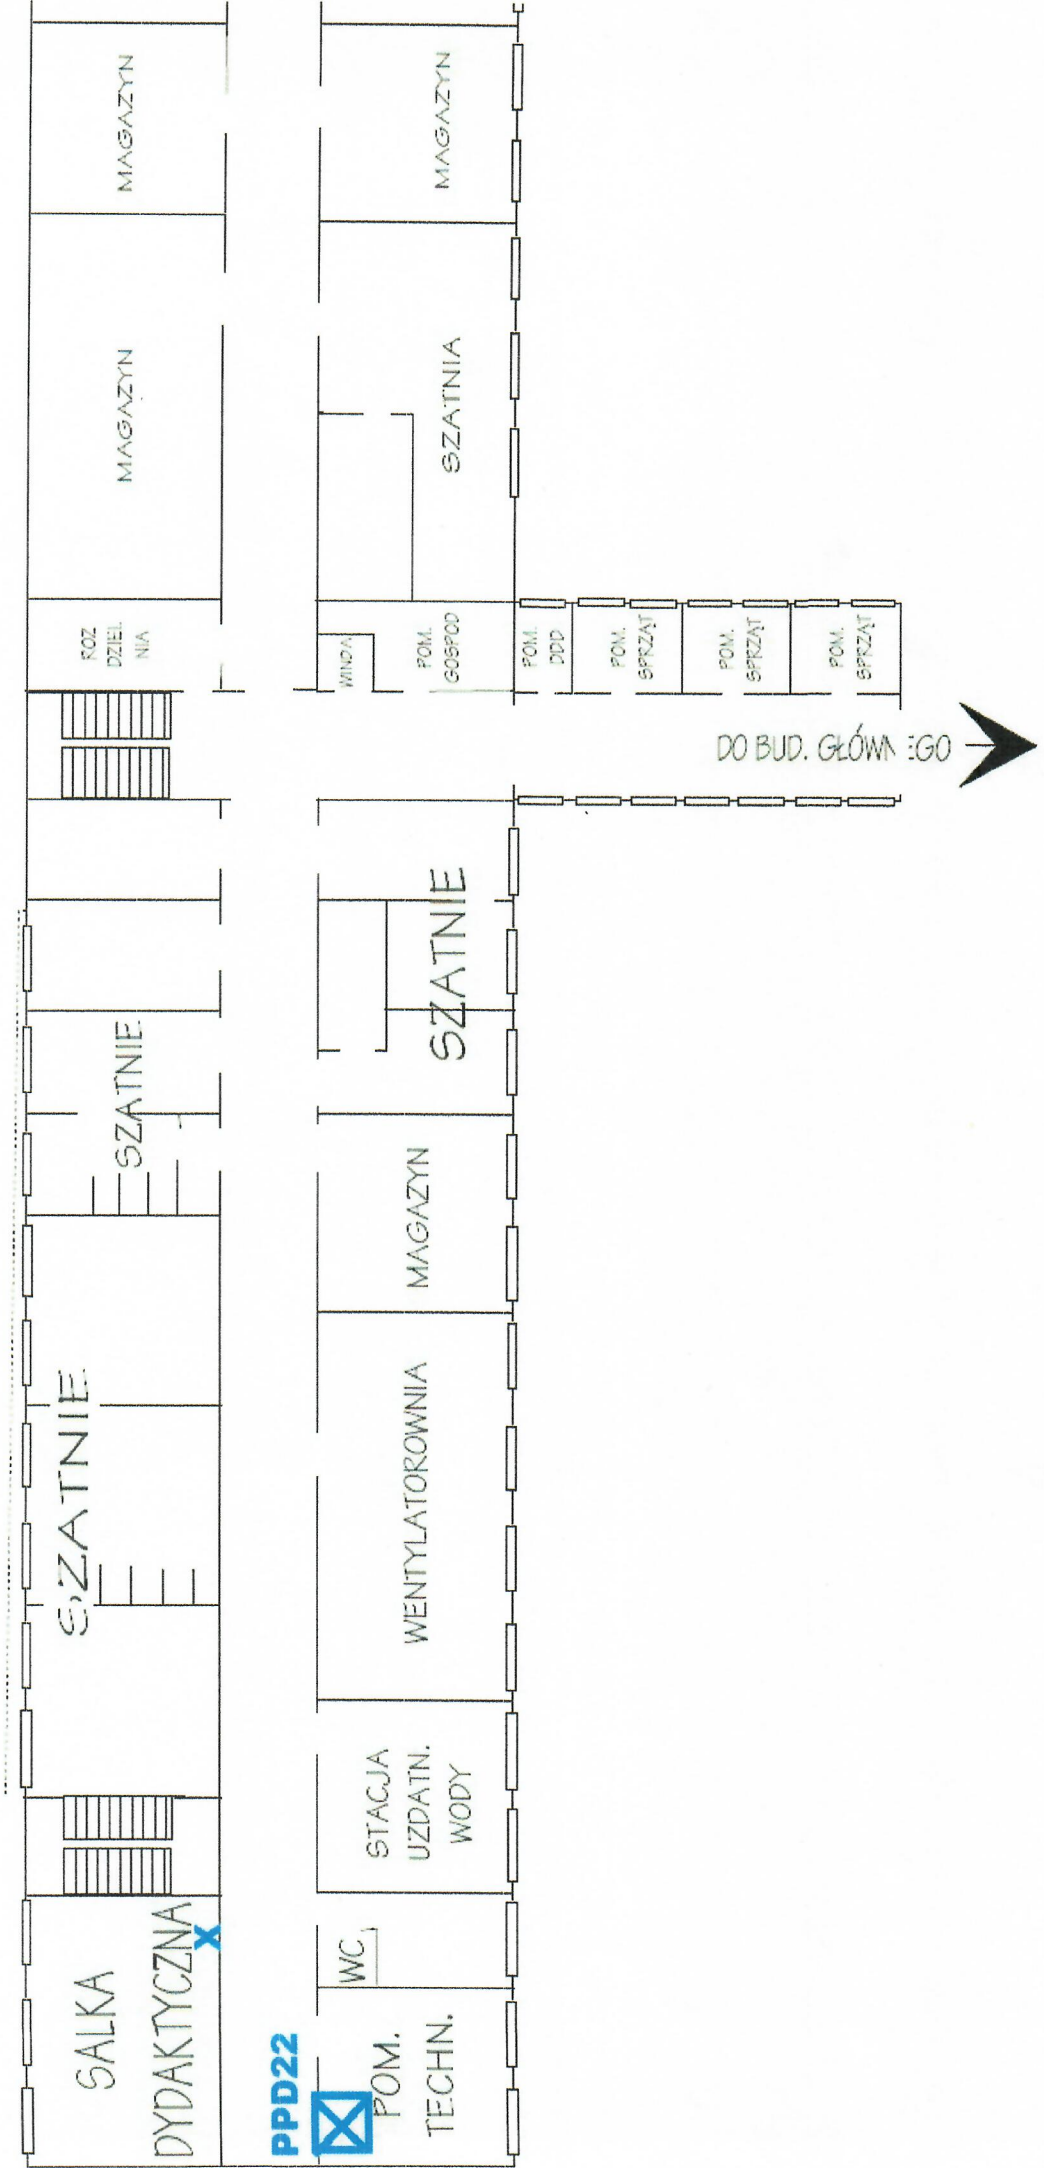 MAGAZYN
MAGAZYN
MAGAZYN
SZATNIA
ROZ
DZIEL
NIA
WINDA
POM.
GOSPOD
POM.
DDD
POM.
SPRZĄT
POM.
SPRZĄT
POM.
SPRZĄT
DO BUD. GŁÓWNEGO
SZATNIE
SZATNIE
MAGAZYN
SZATNIE
WENTYLATOROWNIA
STACJA
UZDATN.
WODY
SALKA
DYDAKTYCZNA
X
WC
PPD22
POM.
TECHN.